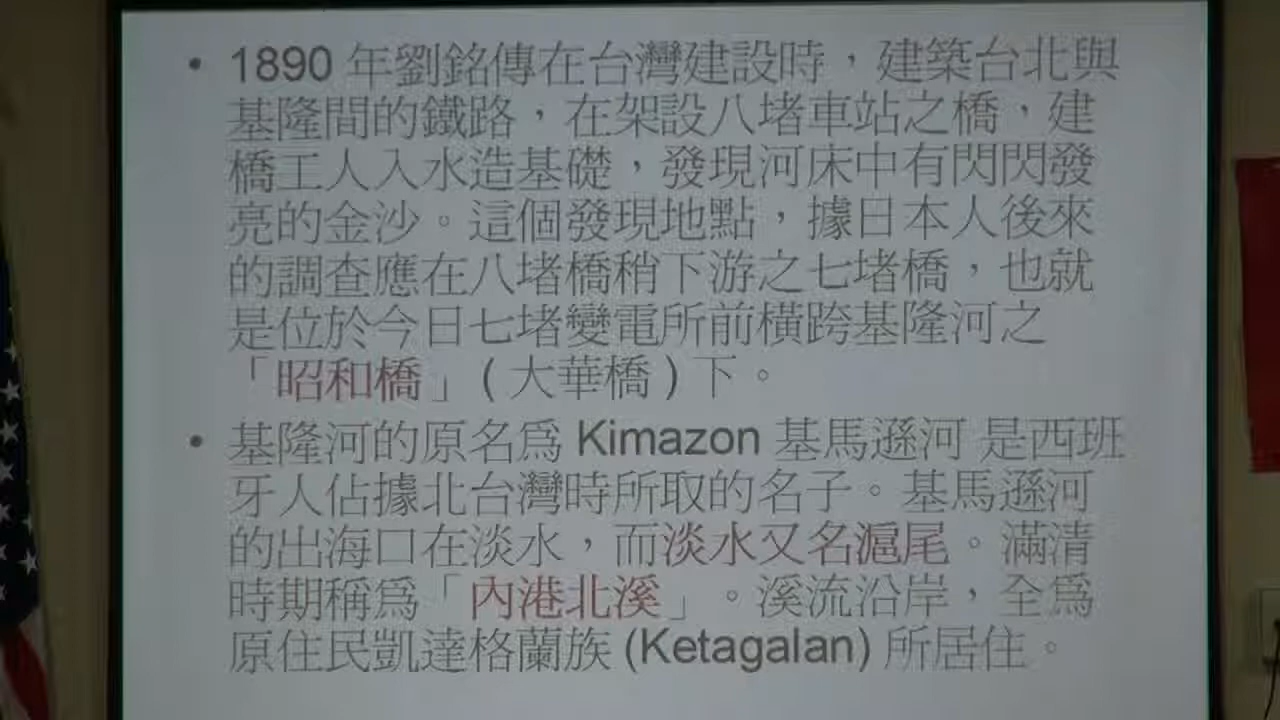 • 1890 年劉銘傳在台灣建設時，建築台北與
基隆間的鐵路，在架設八堵車站之橋，建
橋工人入水造基礎，發現河床中有閃閃發
亮的金沙。這個發現地點，據日本人後來
的調查應在八堵橋稍下游之七堵橋，也就
是位於今日七堵變電所前橫跨基隆河之
「昭和橋」(大華橋)下。
• 基隆河的原名為 Kimazon 基馬遜河 是西班
牙人佔據北台灣時所取的名子。基馬遜河
的出海口在淡水，而淡水又名滬尾。滿清
時期稱為「內港北溪」。溪流沿岸，全為
原住民凱達格蘭族 (Ketagalan) 所居住。